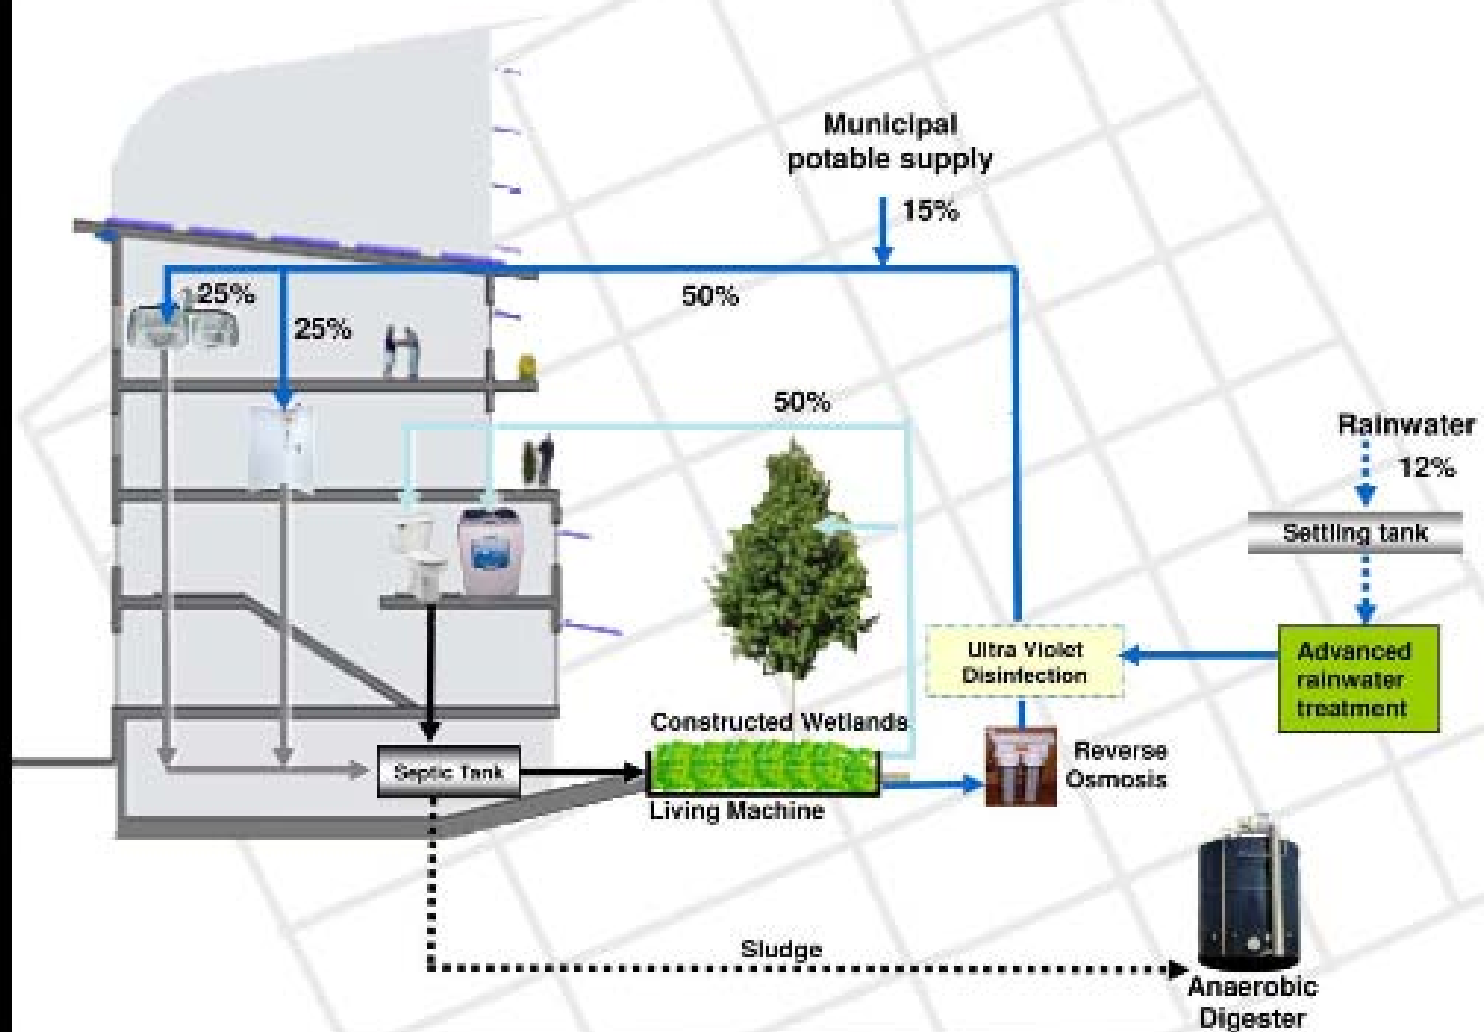 Municipal
potable supply
15%
25%
50%
25%
50%
Rainwater
12%
Settling tank
Ultra Violet
Disinfection
Advanced
rainwater
treatment
Constructed Wetlands
Reverse
Osmosis
Septic Tank
Living Machine
Sludge
Anaerobic
Digester